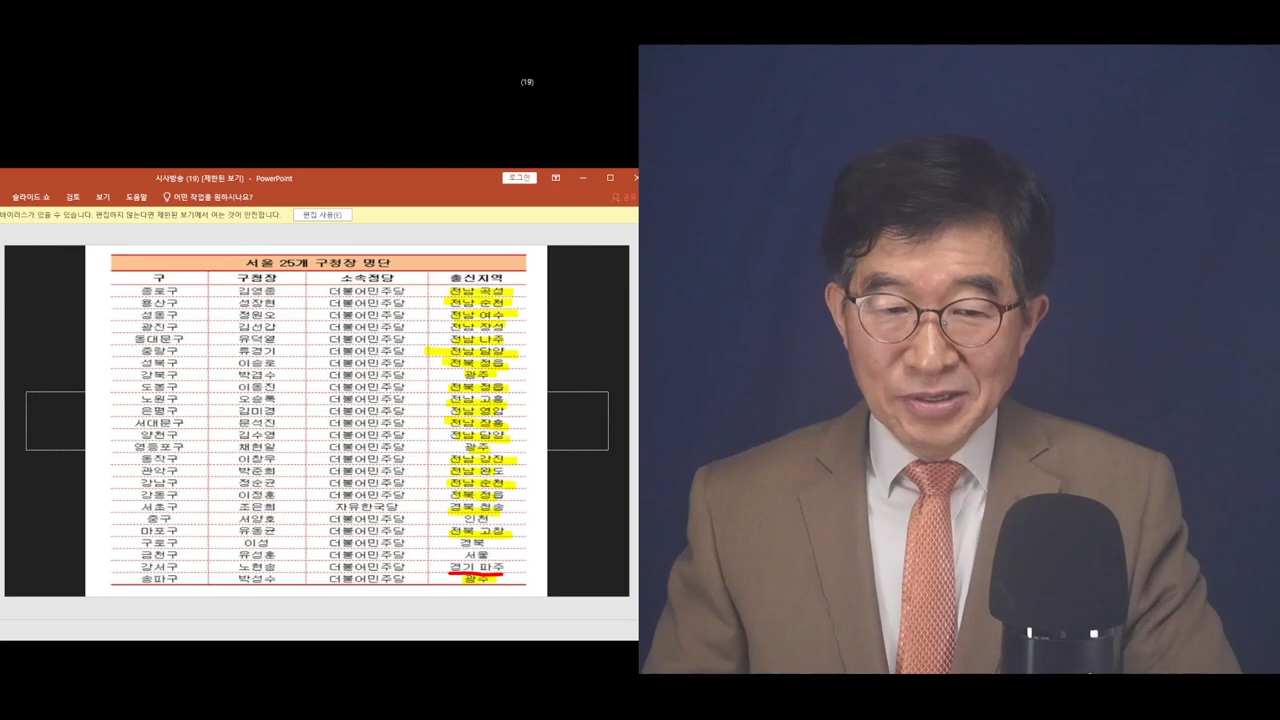 (19)
시사방송 (19) [제한된 보기] - PowerPoint
로그인
슬라이드 쇼 검토 보기 도움말 어떤 작업을 원하시나요? 공유
바이러스가 있을 수 있습니다. 편집하지 않는다면 제한된 보기에서 여는 것이 안전합니다. 편집 사용(E)
서울 25개 구청장 명단
구 구청장 소속정당 출신지역
종로구 김영종 더불어민주당 전남 곡성
용산구 성장현 더불어민주당 전남 순천
성동구 정원오 더불어민주당 전남 여수
광진구 김선갑 더불어민주당 전남 장성
동대문구 유덕열 더불어민주당 전남 나주
중랑구 류경기 더불어민주당 전남 담양
성북구 이승로 더불어민주당 전북 정읍
강북구 박겸수 더불어민주당 광주
도봉구 이동진 더불어민주당 전북 정읍
노원구 오승록 더불어민주당 전남 고흥
은평구 김미경 더불어민주당 전남 영암
서대문구 문석진 더불어민주당 전남 장흥
양천구 김수영 더불어민주당 전남 담양
영등포구 채현일 더불어민주당 광주
동작구 이창우 더불어민주당 전남 강진
관악구 박준희 더불어민주당 전남 완도
강남구 정순균 더불어민주당 전남 순천
강동구 이정훈 더불어민주당 전북 정읍
서초구 조은희 자유한국당 경북 청송
중구 서양호 더불어민주당 인천
마포구 유동균 더불어민주당 전북 고창
구로구 이성 더불어민주당 경북
금천구 유성훈 더불어민주당 서울
강서구 노현송 더불어민주당 경기 파주
송파구 박성수 더불어민주당 광주